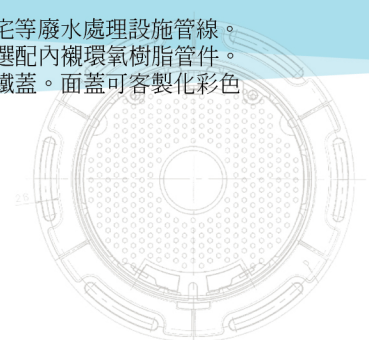 宅等廢水處理設施管線。
選配內襯環氧樹脂管件。
鐵蓋。面蓋可客製化彩色